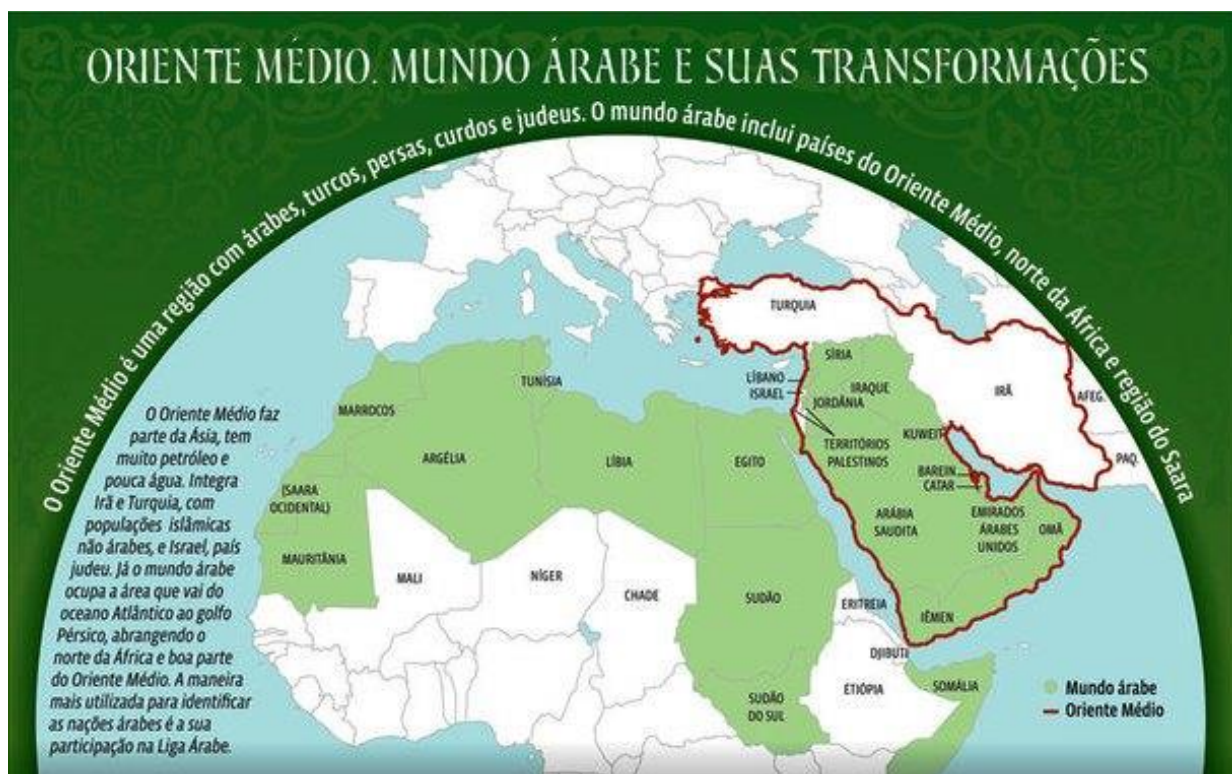 ORIENTE MÉDIO. MUNDO ÁRABE E SUAS TRANSFORMAÇÕES
O Oriente Médio é uma região com árabes, turcos, persas, curdos e judeus. O mundo árabe inclui países do Oriente Médio, norte da África e região do Saara
O Oriente Médio faz
parte da Ásia, tem
muito petróleo e
pouca água. Integra
Irã e Turquia, com
populações islâmicas
não árabes, e Israel, país
judeu. Já o mundo árabe
ocupa a área que vai do
oceano Atlântico ao golfo
Pérsico, abrangendo o
norte da África e boa parte
do Oriente Médio. A maneira
mais utilizada para identificar
as nações árabes é a sua
participação na Liga Árabe.
TURQUIA
SÍRIA
LÍBANO
ISRAEL
IRAQUE
JORDÂNIA
IRÃ
AFEG.
TUNÍSIA
MARROCOS
KUWEIT
TERRITÓRIOS
PALESTINOS
PAQ.
ARGÉLIA
LÍBIA
EGITO
BAREIN
CATAR
(SAARA
OCIDENTAL)
ARÁBIA
SAUDITA
EMIRADOS
ÁRABES
UNIDOS
OMÃ
MAURITÂNIA
MALI
NÍGER
CHADE
SUDÃO
ERITREIA
IÊMEN
DJIBUTI
ETIÓPIA
SOMÁLIA
SUDÃO
DO SUL
Mundo árabe
Oriente Médio